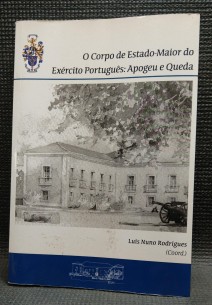 O Corpo de Estado-Maior do
Exército Português: Apogeu e Queda
Luís Nuno Rodrigues
(Coord.)